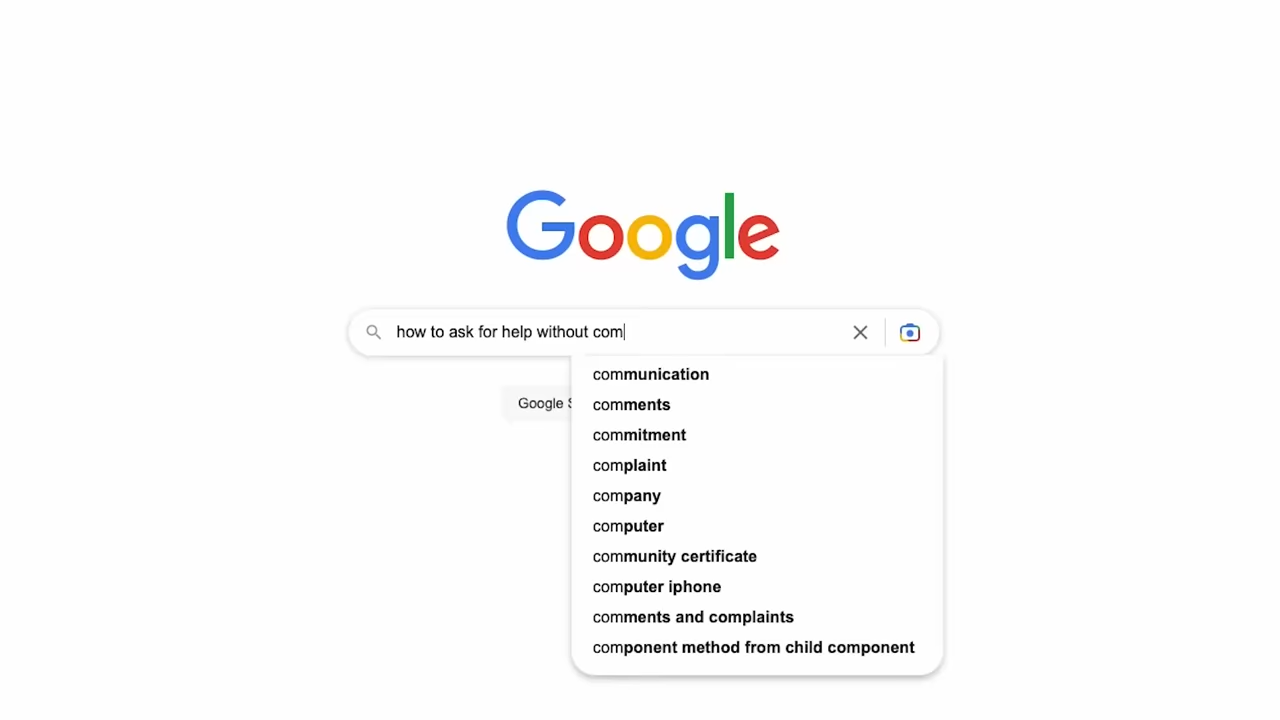 Google
how to ask for help without com
communication
Google S
comments
commitment
complaint
company
computer
community certificate
computer iphone
comments and complaints
component method from child component